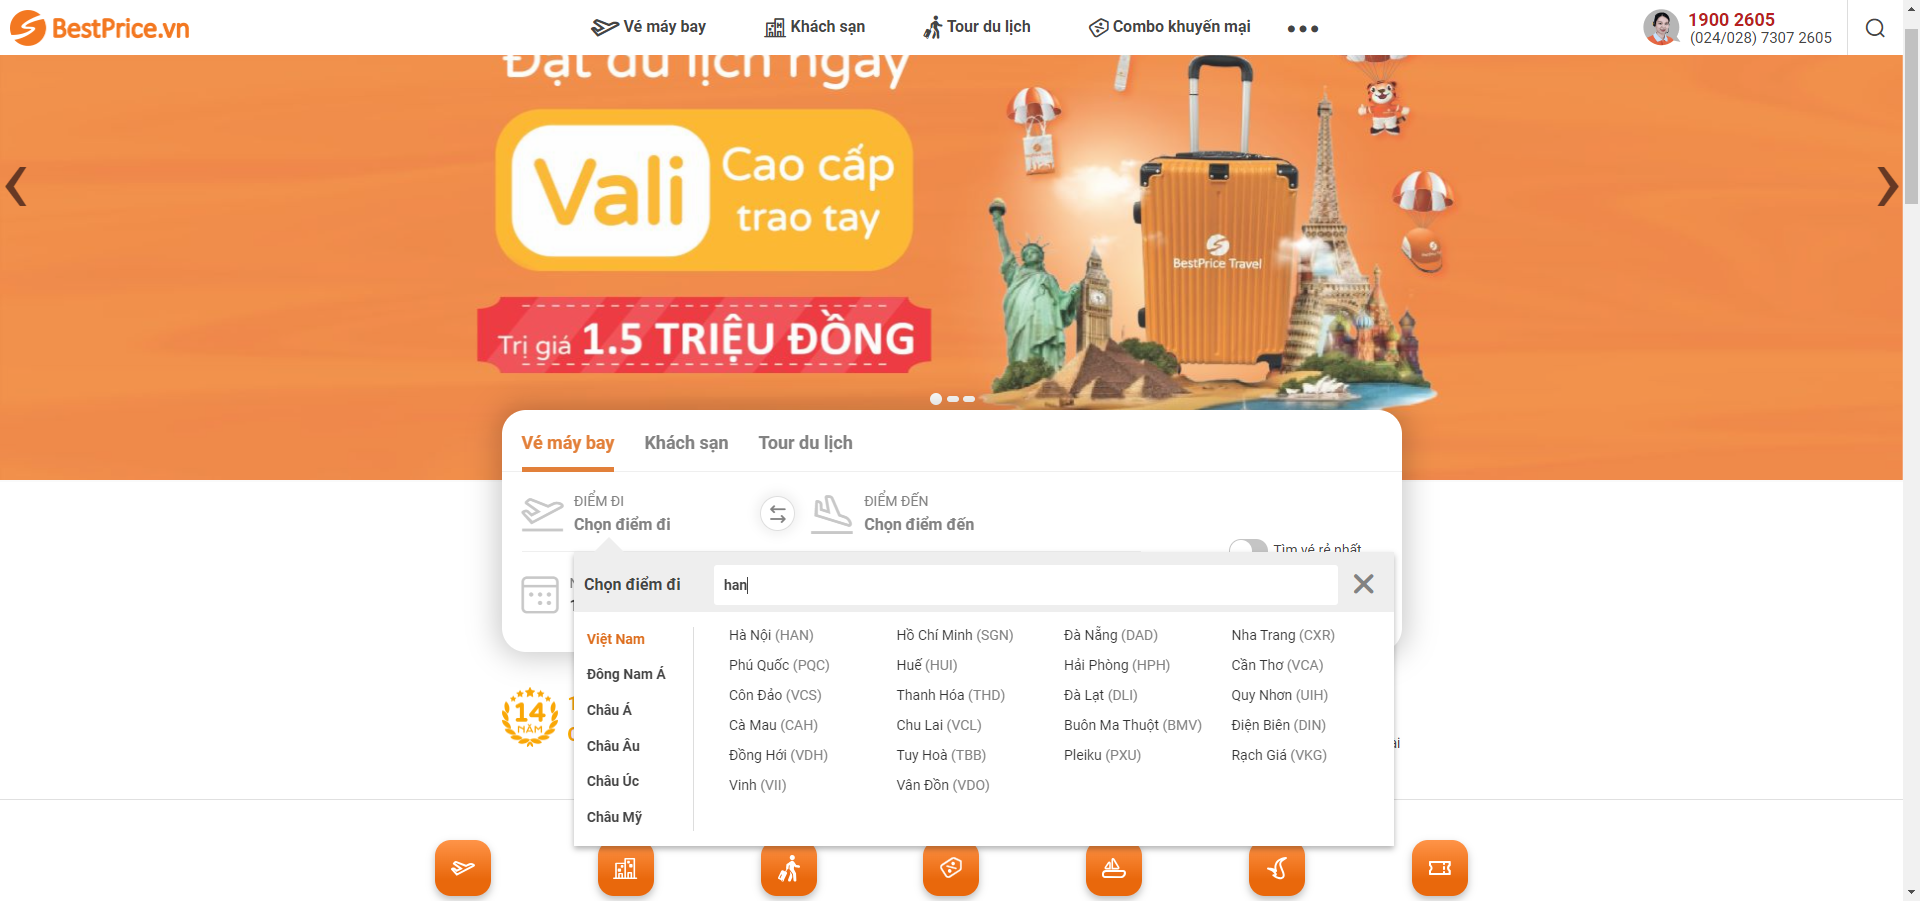 BestPrice.vn
Vé máy bay
Khách sạn
Tour du lịch
Combo khuyến mại
1900 2605
(024/028) 7307 2605
Đặt du lịch ngay
Vali
Cao cấp
trao tay
BestPrice Travel
Trị giá 1.5 TRIỆU ĐỒNG
Vé máy bay
Khách sạn
Tour du lịch
ĐIỂM ĐI
Chọn điểm đi
ĐIỂM ĐẾN
Chọn điểm đến
Tìm vé rẻ nhất
Chọn điểm đi
han
Việt Nam
Đông Nam Á
Châu Á
Châu Âu
Châu Úc
Châu Mỹ
Hà Nội (HAN)
Hồ Chí Minh (SGN)
Đà Nẵng (DAD)
Nha Trang (CXR)
Phú Quốc (PQC)
Huế (HUI)
Hải Phòng (HPH)
Cần Thơ (VCA)
Côn Đảo (VCS)
Thanh Hóa (THD)
Đà Lạt (DLI)
Quy Nhơn (UIH)
Cà Mau (CAH)
Chu Lai (VCL)
Buôn Ma Thuột (BMV)
Điện Biên (DIN)
Đồng Hới (VDH)
Tuy Hoà (TBB)
Pleiku (PXU)
Rạch Giá (VKG)
Vinh (VII)
Vân Đồn (VDO)
14
NĂM